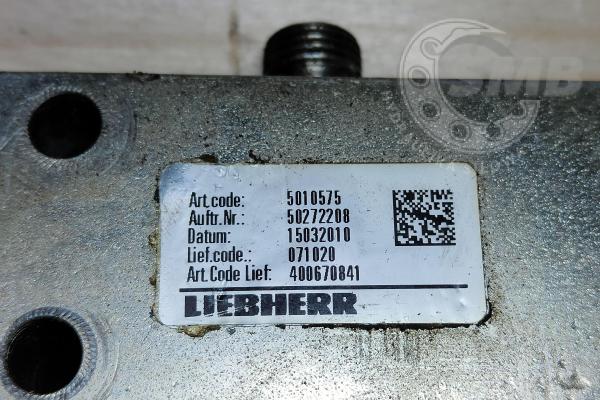 SMB
Art.code: 5010575
Auftr.Nr.: 50272208
Datum: 15032010
Lief.code.: 071020
Art.Code Lief: 400670841
LIEBHERR